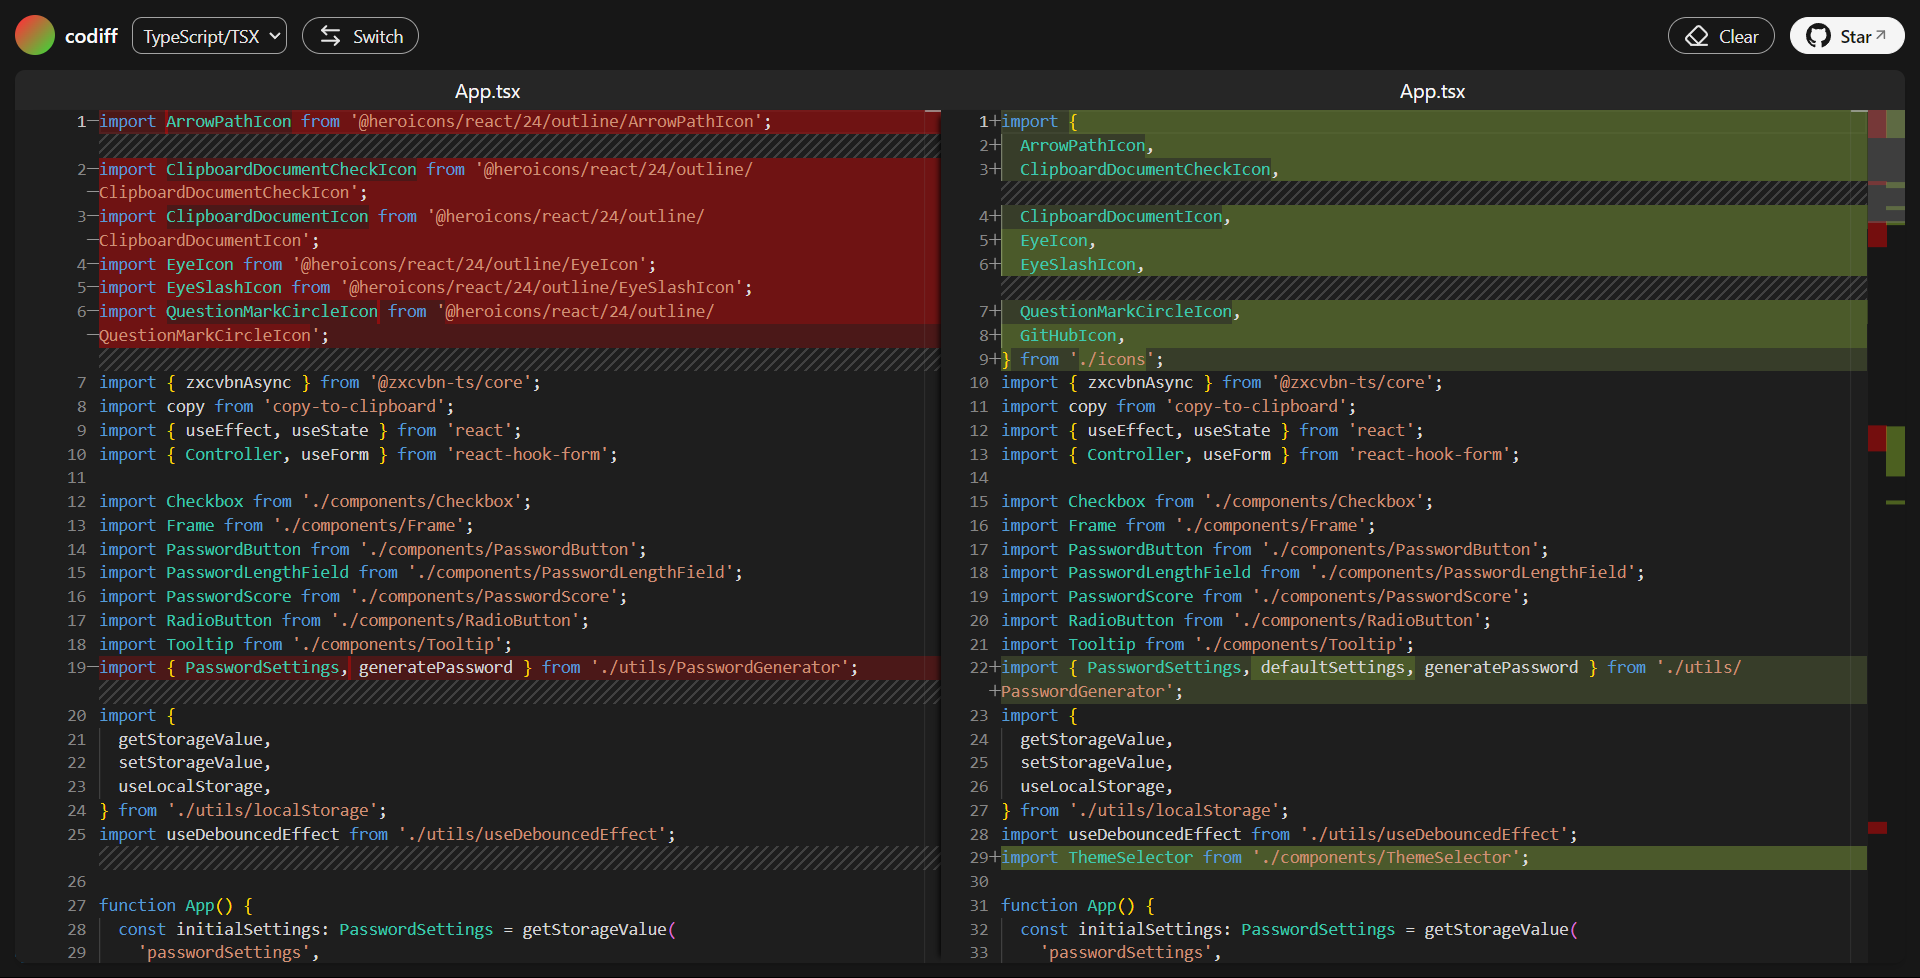 codiff TypeScript/TSX Switch Clear Star
App.tsx
1 import ArrowPathIcon from '@heroicons/react/24/outline/ArrowPathIcon';
2 import ClipboardDocumentCheckIcon from '@heroicons/react/24/outline/
ClipboardDocumentCheckIcon';
3 import ClipboardDocumentIcon from '@heroicons/react/24/outline/
ClipboardDocumentIcon';
4 import EyeIcon from '@heroicons/react/24/outline/EyeIcon';
5 import EyeSlashIcon from '@heroicons/react/24/outline/EyeSlashIcon';
6 import QuestionMarkCircleIcon from '@heroicons/react/24/outline/
QuestionMarkCircleIcon';
7 import { zxcvbnAsync } from '@zxcvbn-ts/core';
8 import copy from 'copy-to-clipboard';
9 import { useEffect, useState } from 'react';
10 import { Controller, useForm } from 'react-hook-form';
11
12 import Checkbox from './components/Checkbox';
13 import Frame from './components/Frame';
14 import PasswordButton from './components/PasswordButton';
15 import PasswordLengthField from './components/PasswordLengthField';
16 import PasswordScore from './components/PasswordScore';
17 import RadioButton from './components/RadioButton';
18 import Tooltip from './components/Tooltip';
19 import { PasswordSettings, generatePassword } from './utils/PasswordGenerator';
20 import {
21 getStorageValue,
22 setStorageValue,
23 useLocalStorage,
24 } from './utils/localStorage';
25 import useDebouncedEffect from './utils/useDebouncedEffect';
26
27 function App() {
28 const initialSettings: PasswordSettings = getStorageValue(
29 'passwordSettings',
App.tsx
1+import {
2+ ArrowPathIcon,
3+ ClipboardDocumentCheckIcon,
4+ ClipboardDocumentIcon,
5+ EyeIcon,
6+ EyeSlashIcon,
7+ QuestionMarkCircleIcon,
8+ GitHubIcon,
9+} from './icons';
10 import { zxcvbnAsync } from '@zxcvbn-ts/core';
11 import copy from 'copy-to-clipboard';
12 import { useEffect, useState } from 'react';
13 import { Controller, useForm } from 'react-hook-form';
14
15 import Checkbox from './components/Checkbox';
16 import Frame from './components/Frame';
17 import PasswordButton from './components/PasswordButton';
18 import PasswordLengthField from './components/PasswordLengthField';
19 import PasswordScore from './components/PasswordScore';
20 import RadioButton from './components/RadioButton';
21 import Tooltip from './components/Tooltip';
22+import { PasswordSettings, defaultSettings, generatePassword } from './utils/
+PasswordGenerator';
23 import {
24 getStorageValue,
25 setStorageValue,
26 useLocalStorage,
27 } from './utils/localStorage';
28 import useDebouncedEffect from './utils/useDebouncedEffect';
29+import ThemeSelector from './components/ThemeSelector';
30
31 function App() {
32 const initialSettings: PasswordSettings = getStorageValue(
33 'passwordSettings',